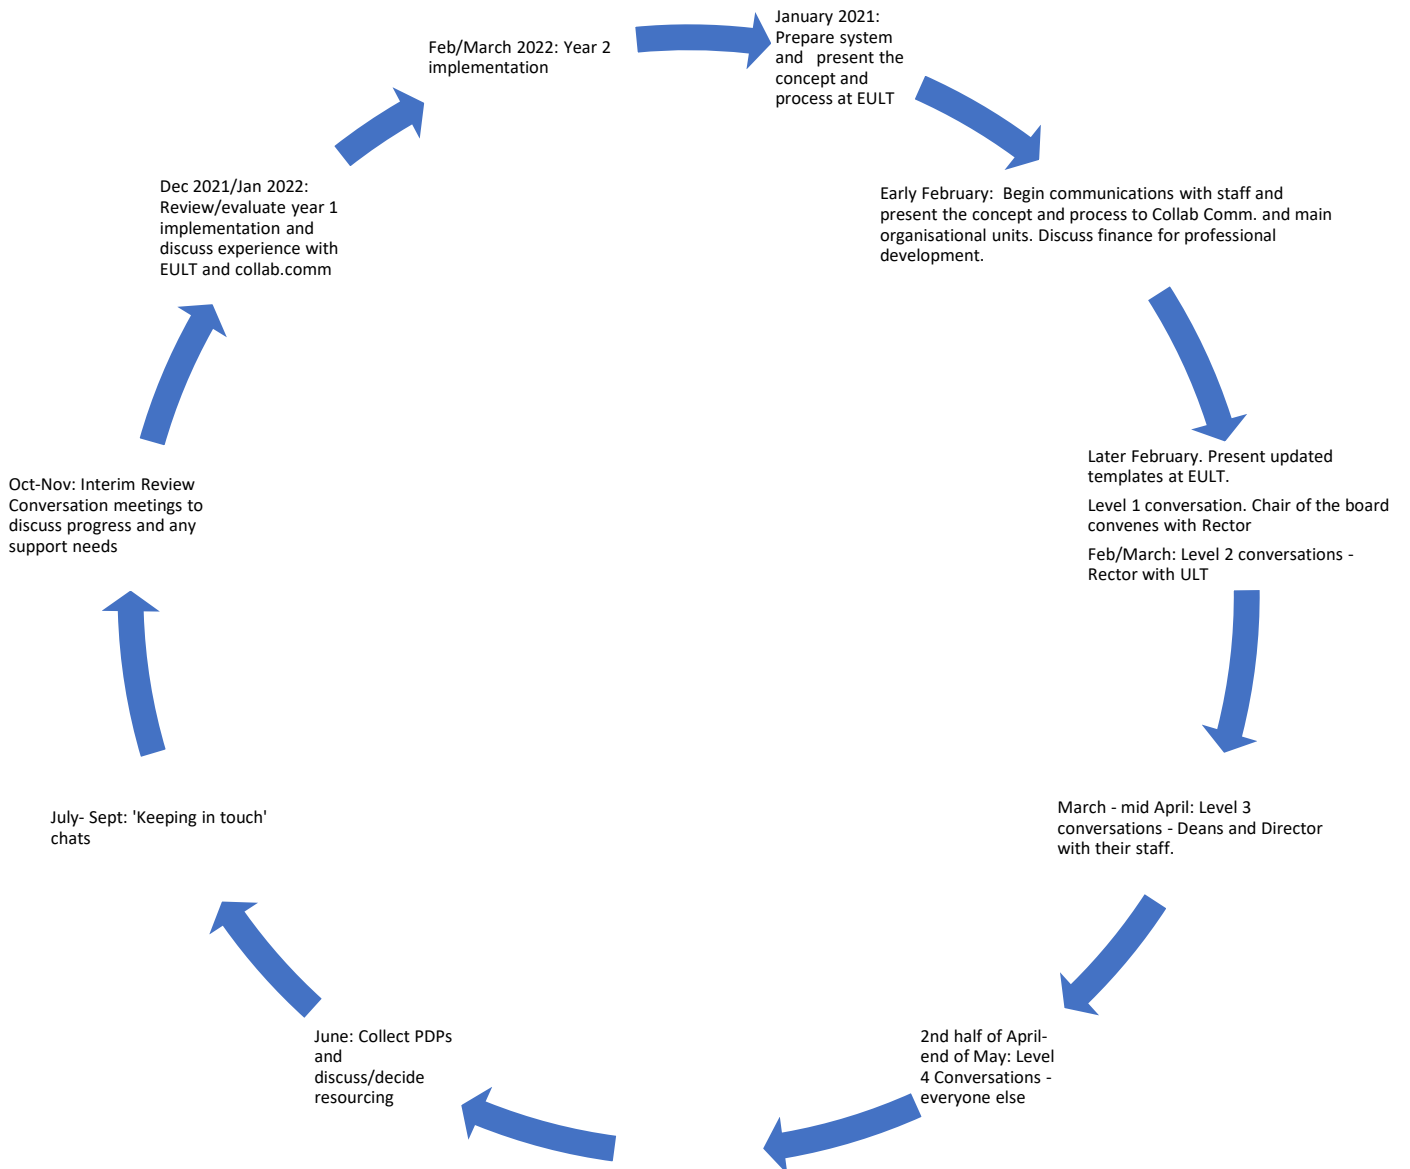 January 2021:
Prepare system
and   present the
concept and
process at EULT
Early February:  Begin communications with staff and
present the concept and process to Collab Comm. and main
organisational units. Discuss finance for professional
development.
Later February. Present updated
templates at EULT.
Level 1 conversation. Chair of the board
convenes with Rector
Feb/March: Level 2 conversations -
Rector with ULT
March - mid April: Level 3
conversations - Deans and Director
with their staff.
2nd half of April-
end of May: Level
4 Conversations -
everyone else
June: Collect PDPs
and
discuss/decide
resourcing
July- Sept: 'Keeping in touch'
chats
Oct-Nov: Interim Review
Conversation meetings to
discuss progress and any
support needs
Dec 2021/Jan 2022:
Review/evaluate year 1
implementation and
discuss experience with
EULT and collab.comm
Feb/March 2022: Year 2
implementation